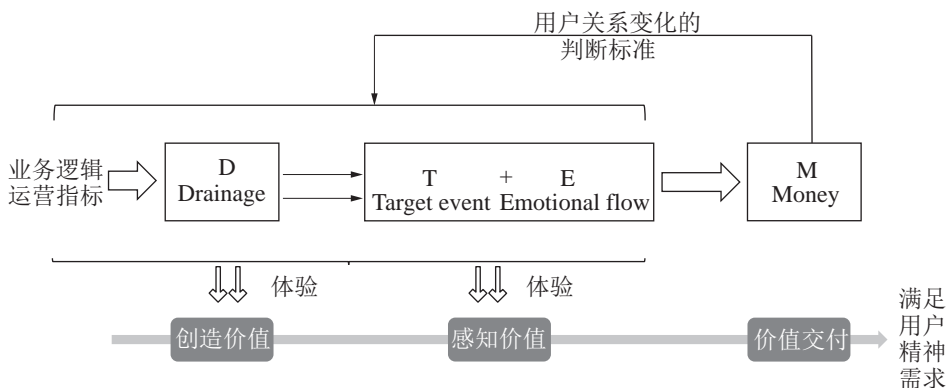 用户关系变化的
判断标准
业务逻辑
运营指标
D
Drainage
T + E
Target event Emotional flow
M
Money
体验
体验
创造价值
感知价值
价值交付
满足
用户
精神
需求